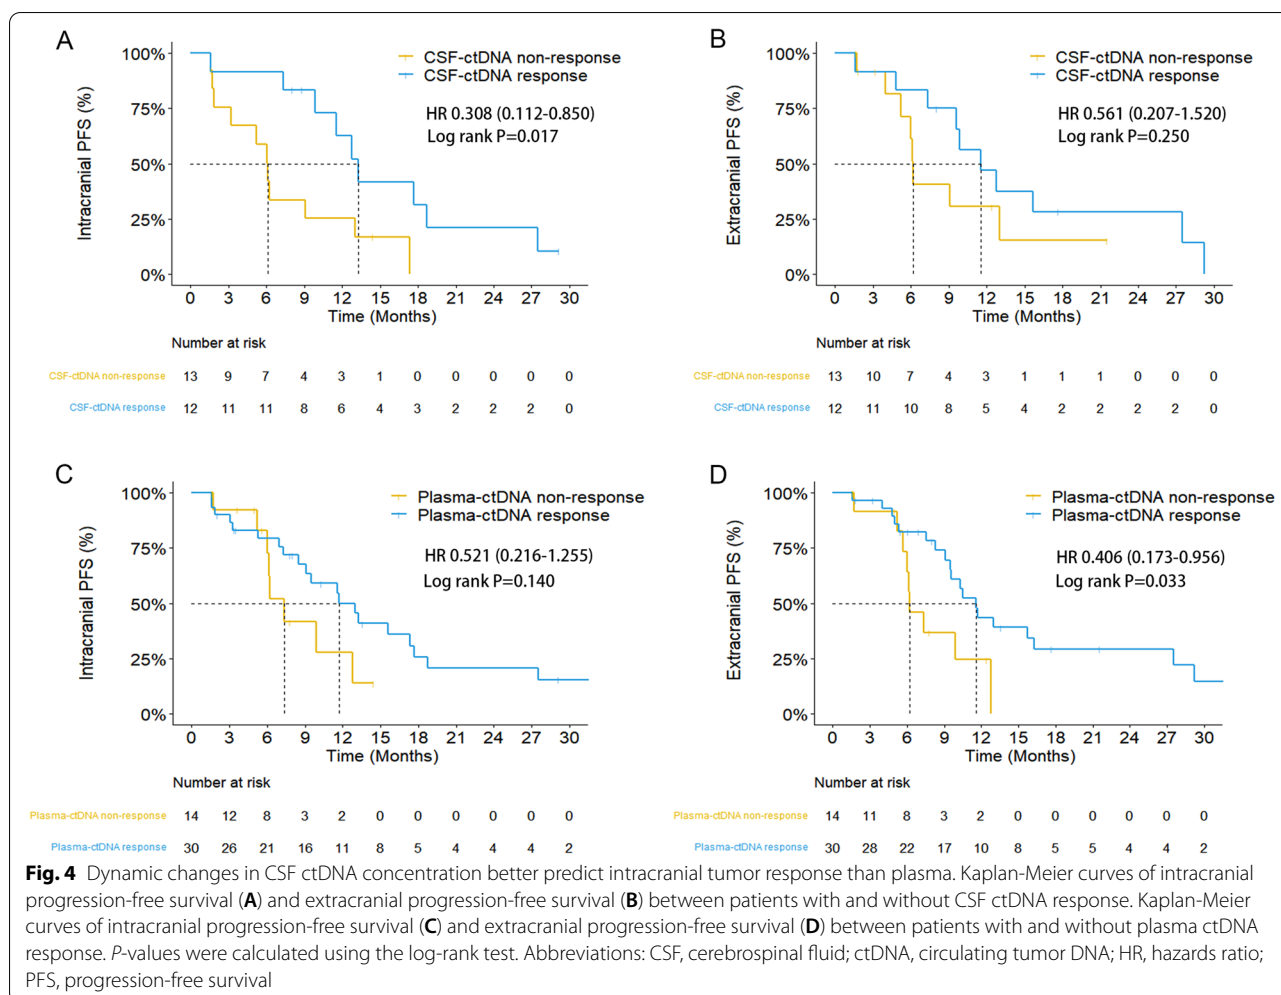 A
100%
75%
50%
25%
0%
Intracranial PFS (%)
CSF-ctDNA non-response
CSF-ctDNA response
HR 0.308 (0.112-0.850)
Log rank P=0.017
0 3 6 9 12 15 18 21 24 27 30
Time (Months)
Number at risk
CSF-ctDNA non-response 13 9 7 4 3 1 0 0 0 0 0
CSF-ctDNA response 12 11 11 8 6 4 3 2 2 2 0
B
100%
75%
50%
25%
0%
Extracranial PFS (%)
CSF-ctDNA non-response
CSF-ctDNA response
HR 0.561 (0.207-1.520)
Log rank P=0.250
0 3 6 9 12 15 18 21 24 27 30
Time (Months)
Number at risk
CSF-ctDNA non-response 13 10 7 4 3 1 1 1 0 0 0
CSF-ctDNA response 12 11 10 8 5 4 2 2 2 2 0
C
100%
75%
50%
25%
0%
Intracranial PFS (%)
Plasma-ctDNA non-response
Plasma-ctDNA response
HR 0.521 (0.216-1.255)
Log rank P=0.140
0 3 6 9 12 15 18 21 24 27 30
Time (Months)
Number at risk
Plasma-ctDNA non-response 14 12 8 3 2 0 0 0 0 0 0
Plasma-ctDNA response 30 26 21 16 11 8 5 4 4 4 2
D
100%
75%
50%
25%
0%
Extracranial PFS (%)
Plasma-ctDNA non-response
Plasma-ctDNA response
HR 0.406 (0.173-0.956)
Log rank P=0.033
0 3 6 9 12 15 18 21 24 27 30
Time (Months)
Number at risk
Plasma-ctDNA non-response 14 11 8 3 2 0 0 0 0 0 0
Plasma-ctDNA response 30 28 22 17 10 8 5 5 4 4 2
Fig. 4 Dynamic changes in CSF ctDNA concentration better predict intracranial tumor response than plasma. Kaplan-Meier curves of intracranial
progression-free survival (A) and extracranial progression-free survival (B) between patients with and without CSF ctDNA response. Kaplan-Meier
curves of intracranial progression-free survival (C) and extracranial progression-free survival (D) between patients with and without plasma ctDNA
response. P-values were calculated using the log-rank test. Abbreviations: CSF, cerebrospinal fluid; ctDNA, circulating tumor DNA; HR, hazards ratio;
PFS, progression-free survival